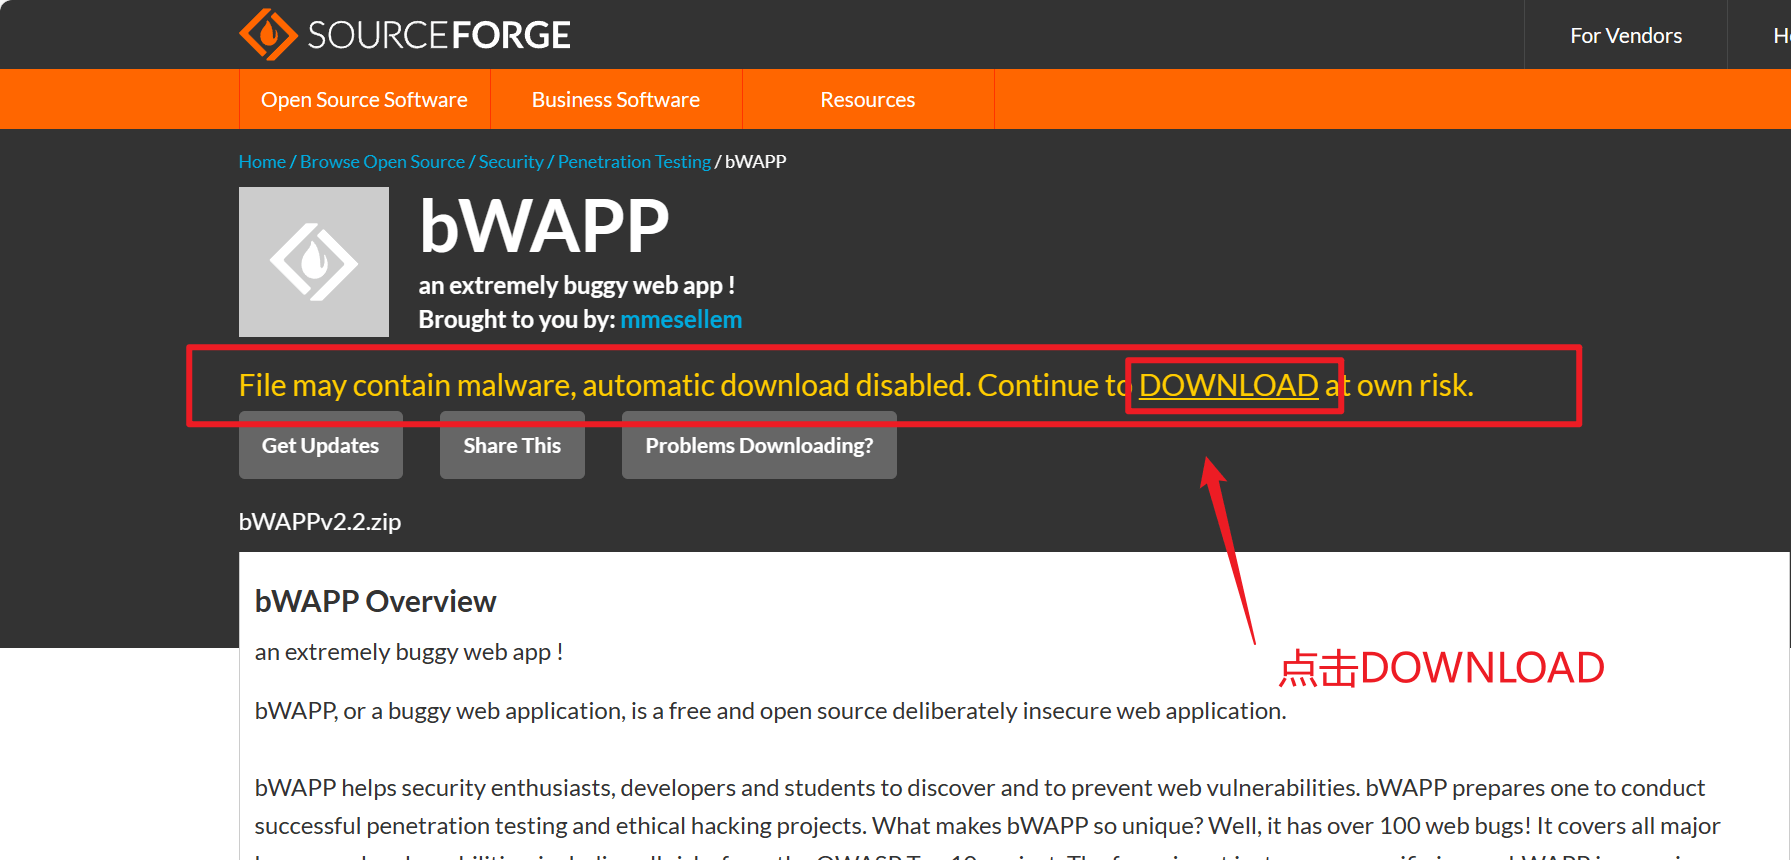 SOURCEFORGE
For Vendors
Open Source Software
Business Software
Resources
Home / Browse Open Source / Security / Penetration Testing / bWAPP
bWAPP
an extremely buggy web app !
Brought to you by: mmesellem
File may contain malware, automatic download disabled. Continue to DOWNLOAD at own risk.
Get Updates
Share This
Problems Downloading?
bWAPPv2.2.zip
bWAPP Overview
an extremely buggy web app !
点击DOWNLOAD
bWAPP, or a buggy web application, is a free and open source deliberately insecure web application.
bWAPP helps security enthusiasts, developers and students to discover and to prevent web vulnerabilities. bWAPP prepares one to conduct
successful penetration testing and ethical hacking projects. What makes bWAPP so unique? Well, it has over 100 web bugs! It covers all major